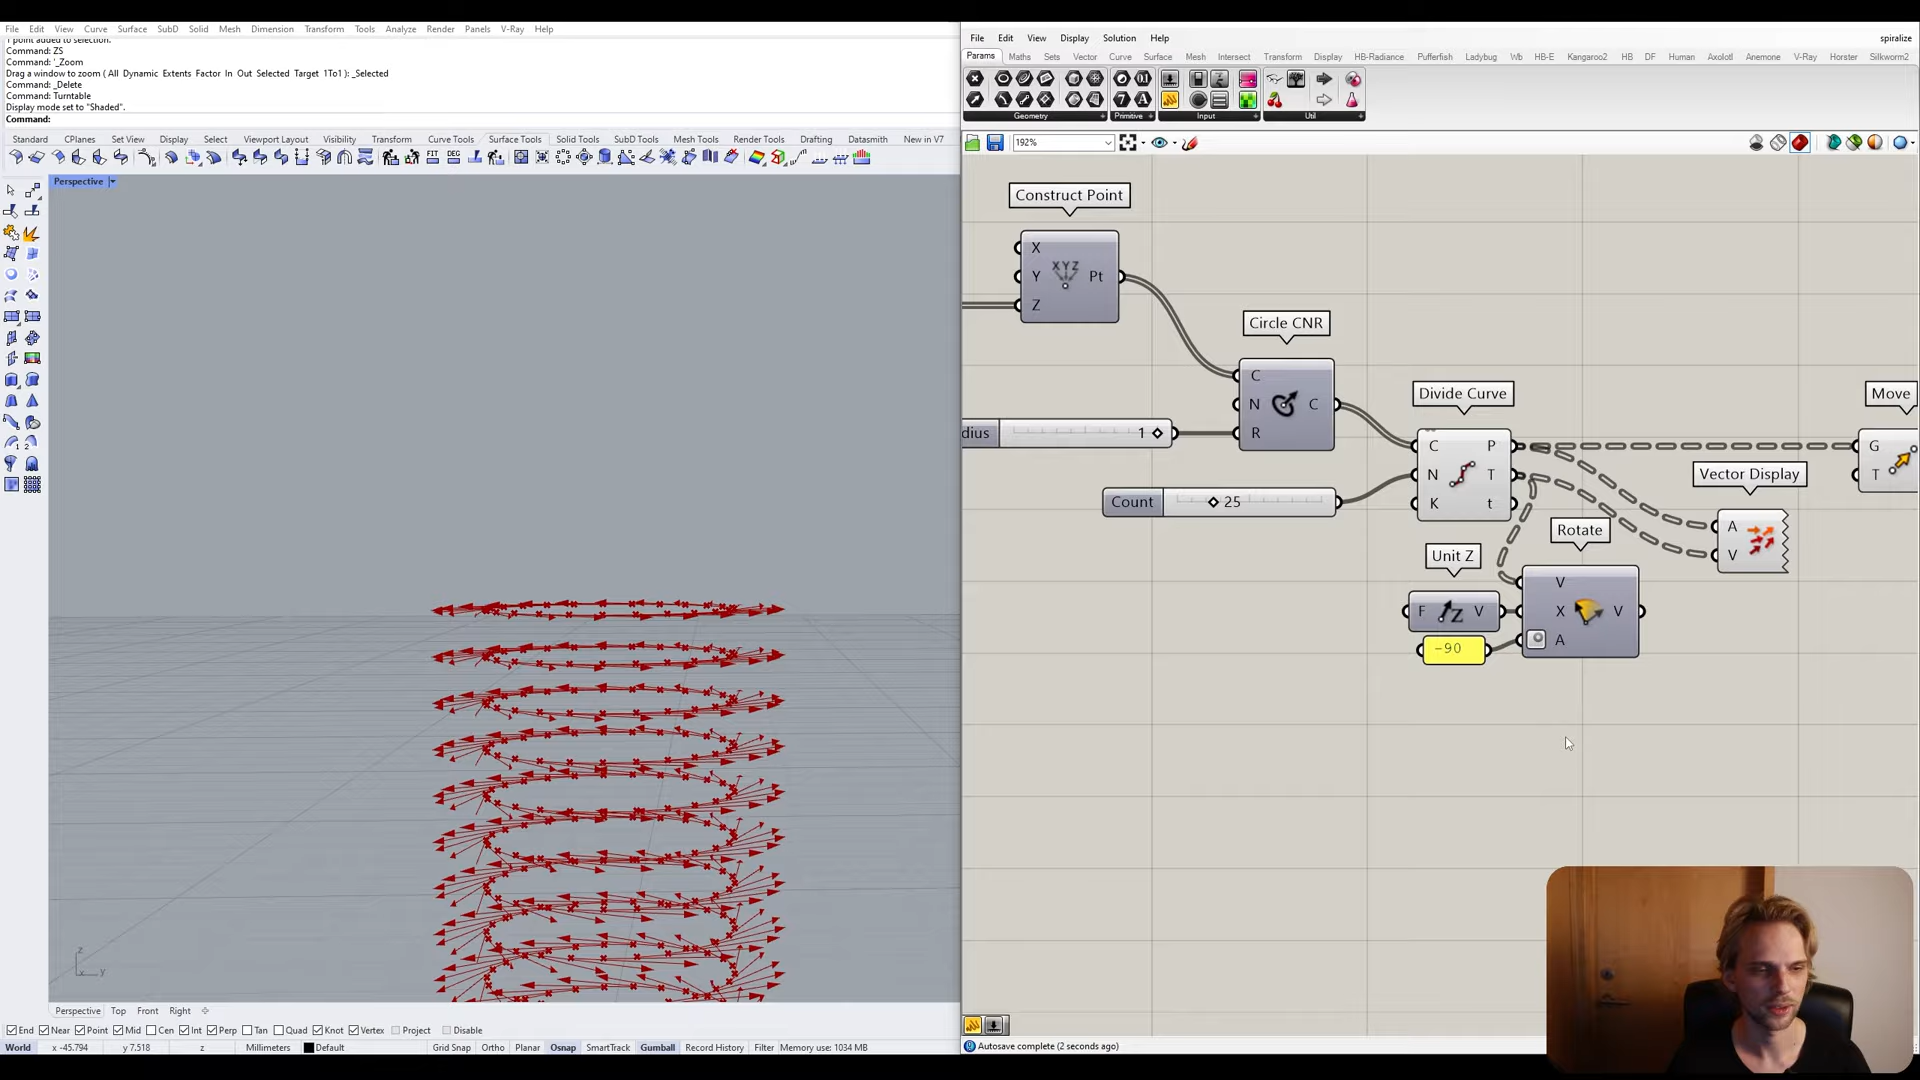 File Edit View Curve Surface SubD Solid Mesh Dimension Transform Tools Analyze Render Panels V-Ray Help
1 point added to selection.
Command: ZS
Command: '_Zoom
Drag a window to zoom ( All Dynamic Extents Factor In Out Selected Target 1To1 ): _Selected
Command: _Delete
Command: Turntable
Display mode set to "Shaded".
Command:
Standard CPlanes Set View Display Select Viewport Layout Visibility Transform Curve Tools Surface Tools Solid Tools SubD Tools Mesh Tools Render Tools Drafting Datasmith New in V7
Perspective
z
x y
Perspective Top Front Right
End Near Point Mid Cen Int Perp Tan Quad Knot Vertex Project Disable
World x -45.794 y 7.518 z Millimeters Default Grid Snap Ortho Planar Osnap SmartTrack Gumball Record History Filter Memory use: 1034 MB
File Edit View Display Solution Help
spiralize
Params Maths Sets Vector Curve Surface Mesh Intersect Transform Display HB-Radiance Pufferfish Ladybug Wb HB-E Kangaroo2 HB DF Human Axolotl Anemone V-Ray Horster Silkworm2
Geometry Primitive Input Util
192%
Construct Point
X
Y XYZ Pt
Z
Circle CNR
C
N C
R
dius 1
Count 25
Divide Curve
C P
N T
K t
Move
G
T
Vector Display
A
V
Rotate
V
X V
A
Unit Z
F Z V
-90
Autosave complete (2 seconds ago)